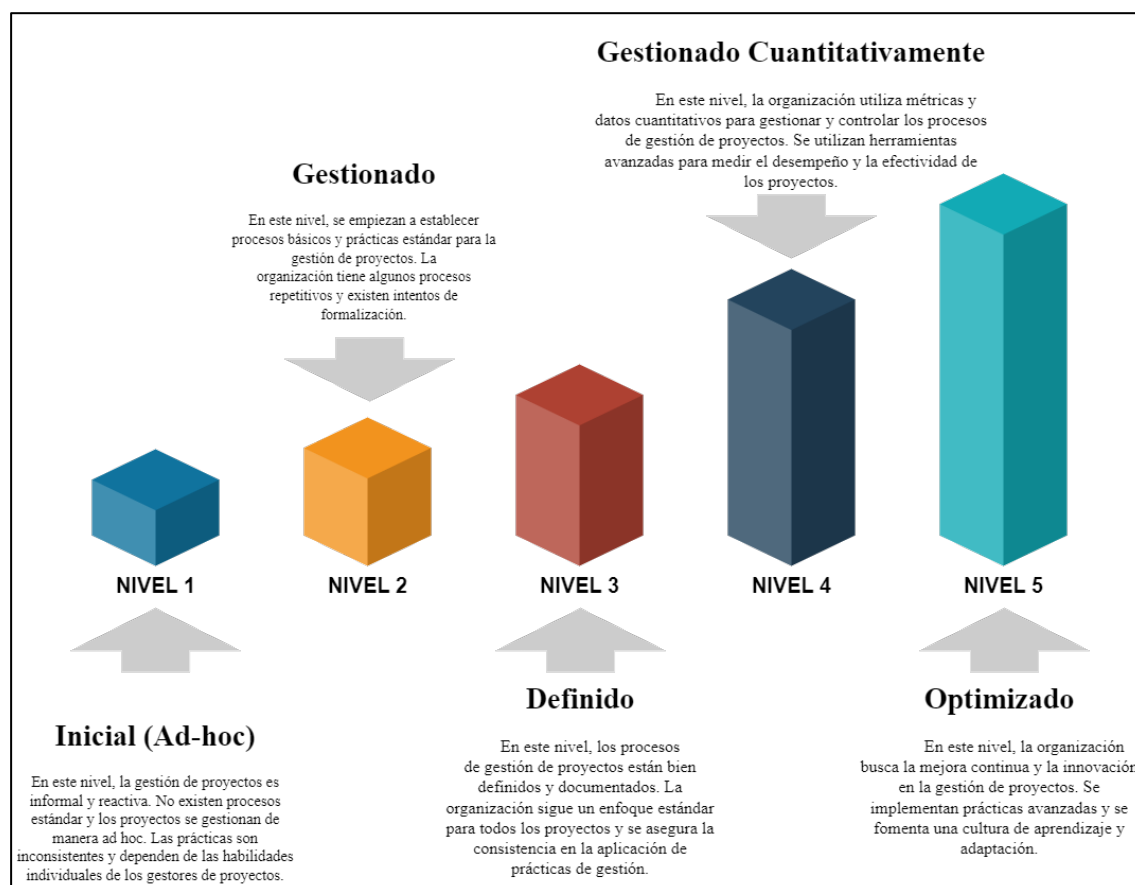 Gestionado Cuantitativamente
En este nivel, la organización utiliza métricas y
datos cuantitativos para gestionar y controlar los procesos
de gestión de proyectos. Se utilizan herramientas
avanzadas para medir el desempeño y la efectividad de
los proyectos.
Gestionado
En este nivel, se empiezan a establecer
procesos básicos y prácticas estándar para la
gestión de proyectos. La
organización tiene algunos procesos
repetitivos y existen intentos de
formalización.
NIVEL 1
NIVEL 2
NIVEL 3
NIVEL 4
NIVEL 5
Inicial (Ad-hoc)
En este nivel, la gestión de proyectos es
informal y reactiva. No existen procesos
estándar y los proyectos se gestionan de
manera ad hoc. Las prácticas son
inconsistentes y dependen de las habilidades
individuales de los gestores de proyectos.
Definido
En este nivel, los procesos
de gestión de proyectos están bien
definidos y documentados. La
organización sigue un enfoque estándar
para todos los proyectos y se asegura la
consistencia en la aplicación de
prácticas de gestión.
Optimizado
En este nivel, la organización
busca la mejora continua y la innovación
en la gestión de proyectos. Se
implementan prácticas avanzadas y se
fomenta una cultura de aprendizaje y
adaptación.